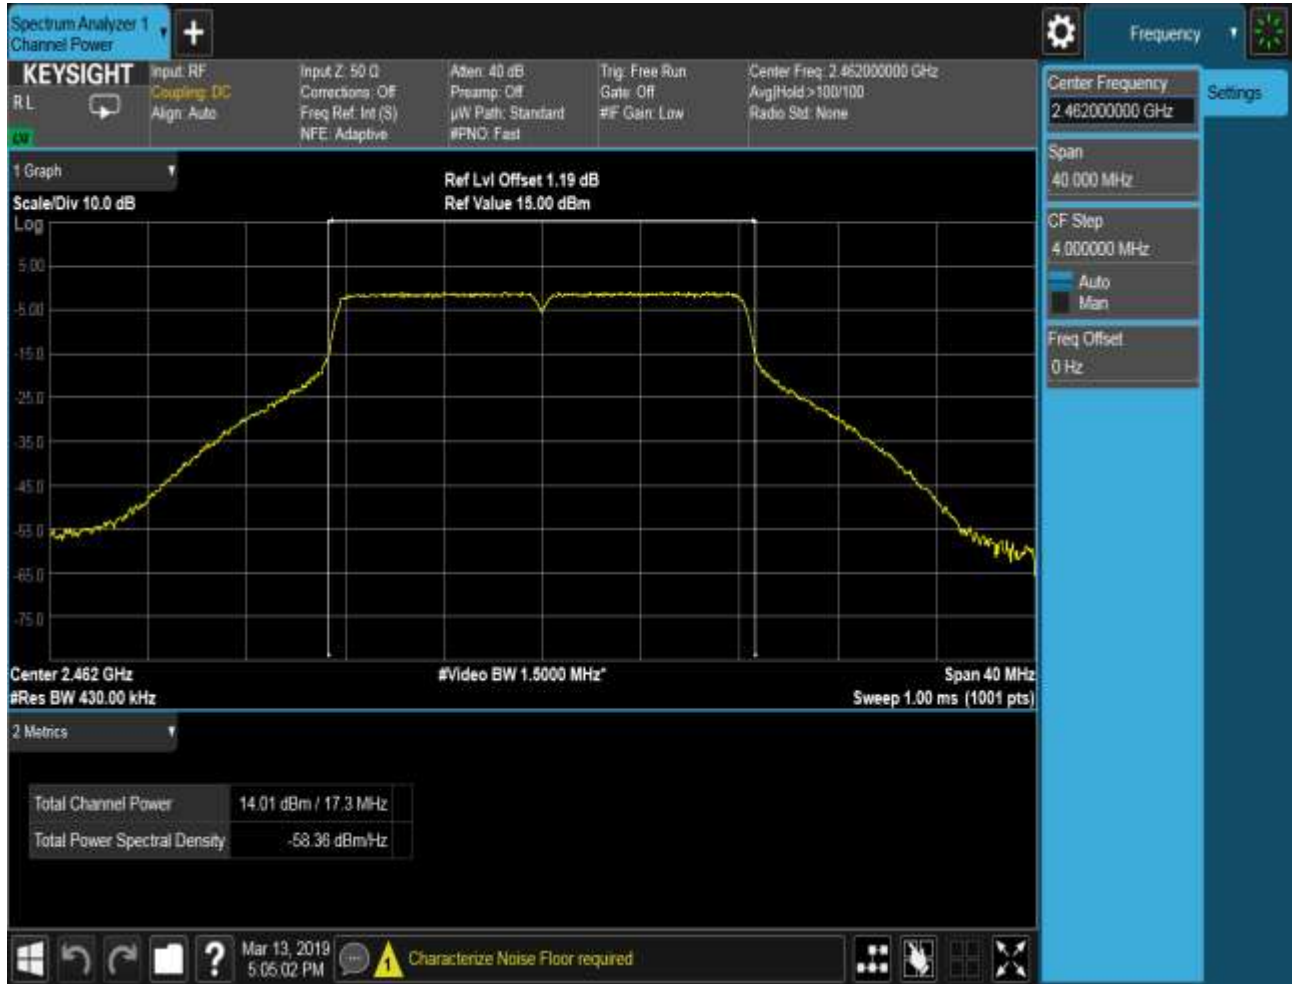 Spectrum Analyzer 1
Channel Power
Frequency
KEYSIGHT
RL
Input: RF
Coupling: DC
Align: Auto
Input Z: 50 Ω
Corrections: Off
Freq Ref: Int (S)
NFE: Adaptive
Atten: 40 dB
Preamp: Off
µW Path: Standard
#PNO: Fast
Trig: Free Run
Gate: Off
#IF Gain: Low
Center Freq: 2.462000000 GHz
Avg|Hold:>100/100
Radio Std: None
1 Graph
Scale/Div 10.0 dB
Ref Lvl Offset 1.19 dB
Ref Value 15.00 dBm
Log
5.00
-5.00
-15.0
-25.0
-35.0
-45.0
-55.0
-65.0
-75.0
Center 2.462 GHz
#Res BW 430.00 kHz
#Video BW 1.5000 MHz*
Span 40 MHz
Sweep 1.00 ms (1001 pts)
2 Metrics
Total Channel Power 14.01 dBm / 17.3 MHz
Total Power Spectral Density -58.36 dBm/Hz
Mar 13, 2019
5:05:02 PM
1
Characterize Noise Floor required
Center Frequency
2.462000000 GHz
Settings
Span
40.000 MHz
CF Step
4.000000 MHz
Auto
Man
Freq Offset
0 Hz